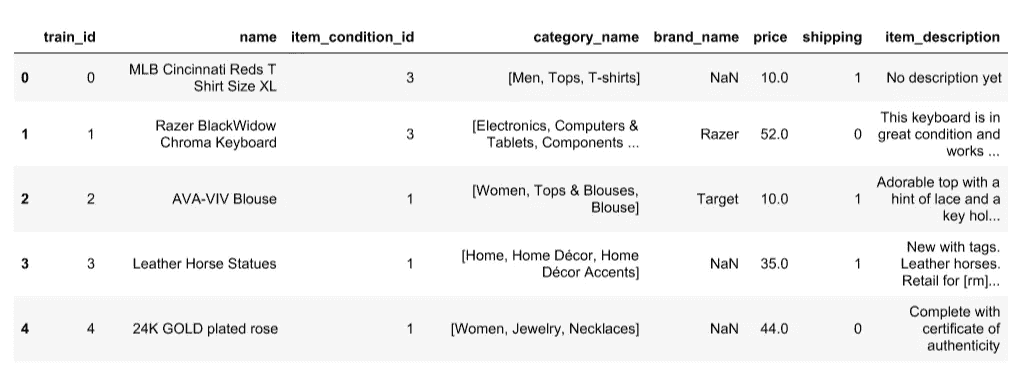 train_id name item_condition_id category_name brand_name price shipping item_description
0 0 MLB Cincinnati Reds T Shirt Size XL 3 [Men, Tops, T-shirts] NaN 10.0 1 No description yet
1 1 Razer BlackWidow Chroma Keyboard 3 [Electronics, Computers & Tablets, Components ... Razer 52.0 0 This keyboard is in great condition and works ...
2 2 AVA-VIV Blouse 1 [Women, Tops & Blouses, Blouse] Target 10.0 1 Adorable top with a hint of lace and a key hol...
3 3 Leather Horse Statues 1 [Home, Home Décor, Home Décor Accents] NaN 35.0 1 New with tags. Leather horses. Retail for [rm]...
4 4 24K GOLD plated rose 1 [Women, Jewelry, Necklaces] NaN 44.0 0 Complete with certificate of authenticity